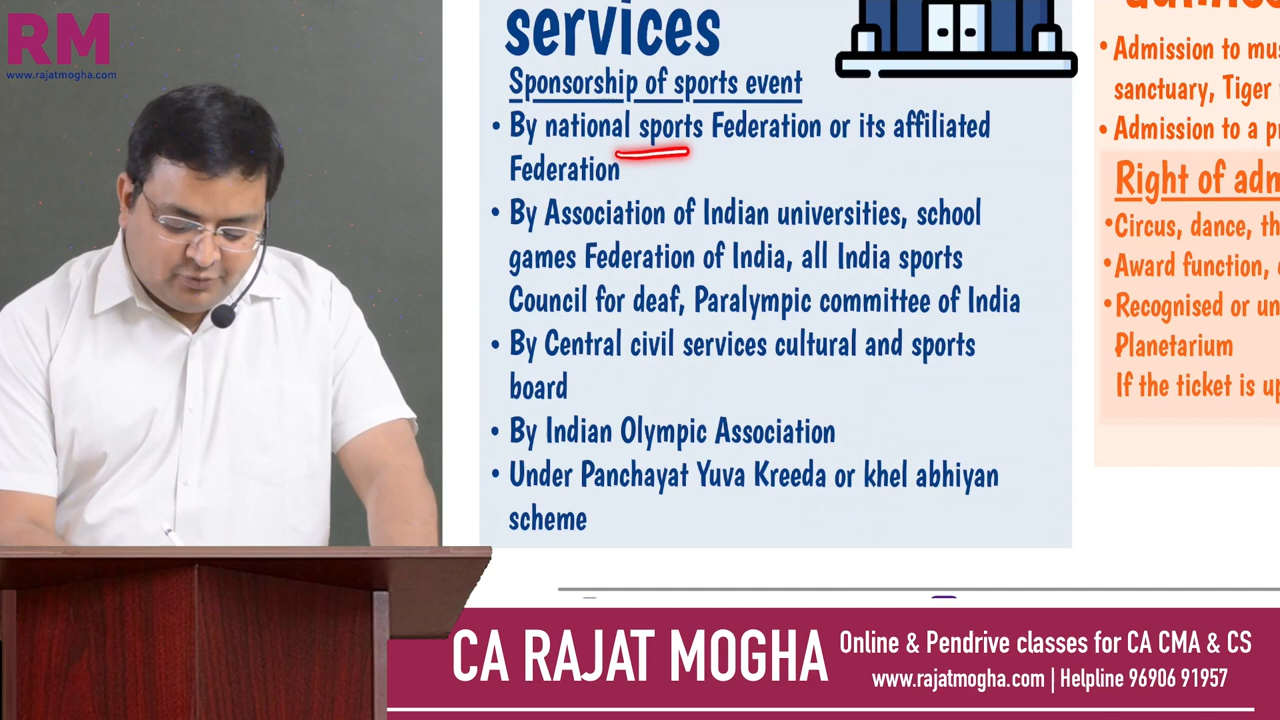 RM
www.rajatmogha.com
services
Sponsorship of sports event
• By national sports Federation or its affiliated
Federation
• By Association of Indian universities, school
games Federation of India, all India sports
Council for deaf, Paralympic committee of India
• By Central civil services cultural and sports
board
• By Indian Olympic Association
• Under Panchayat Yuva Kreeda or khel abhiyan
scheme
• Admission to
sanctuary, Tiger
• Admission to a
Right of
• Circus, dance,
• Award function,
• Recognised or
Planetarium
If the ticket is
CA RAJAT MOGHA
Online & Pendrive classes for CA CMA & CS
www.rajatmogha.com | Helpline 96906 91957